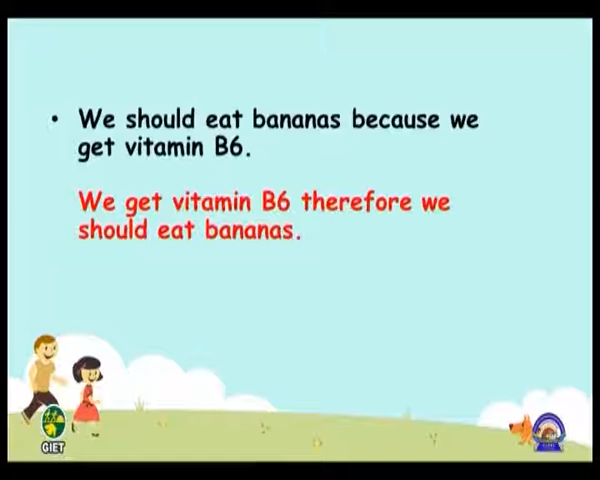 • We should eat bananas because we
get vitamin B6.
We get vitamin B6 therefore we
should eat bananas.
GIET